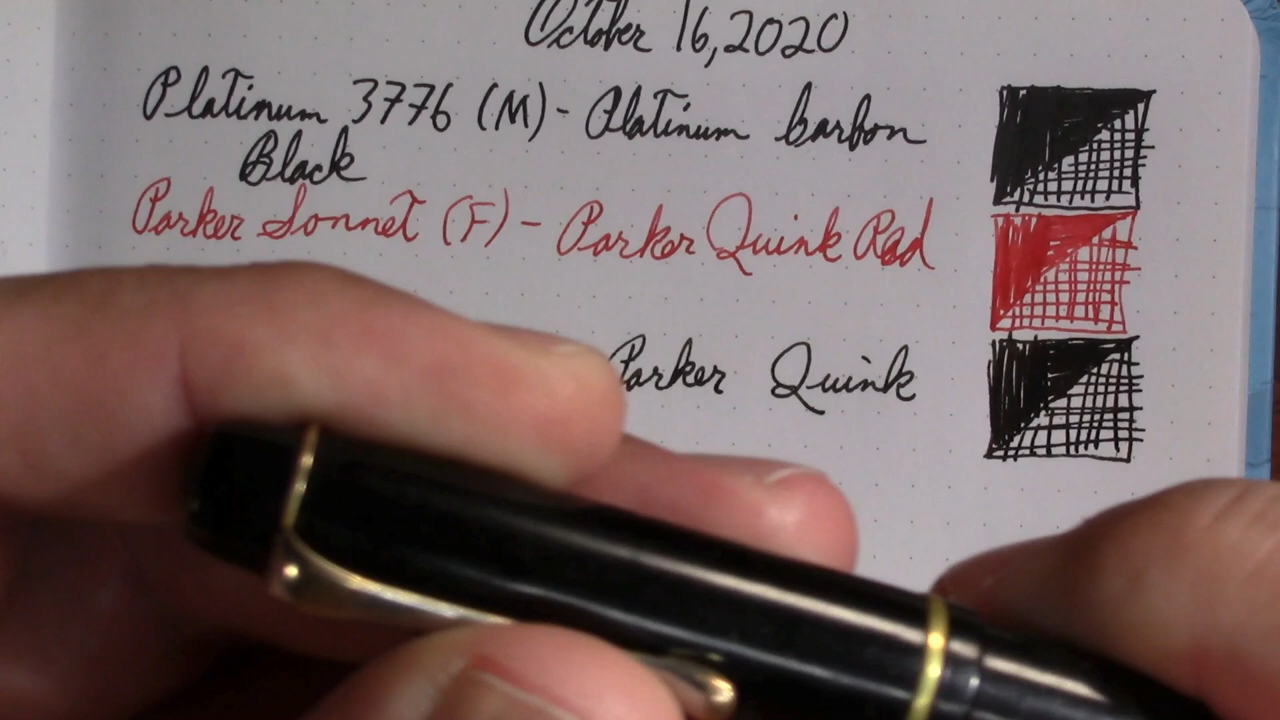 October 16, 2020
Platinum 3776 (M) - Platinum Carbon
Black
Parker Sonnet (F) - Parker Quink Red
Parker Quink